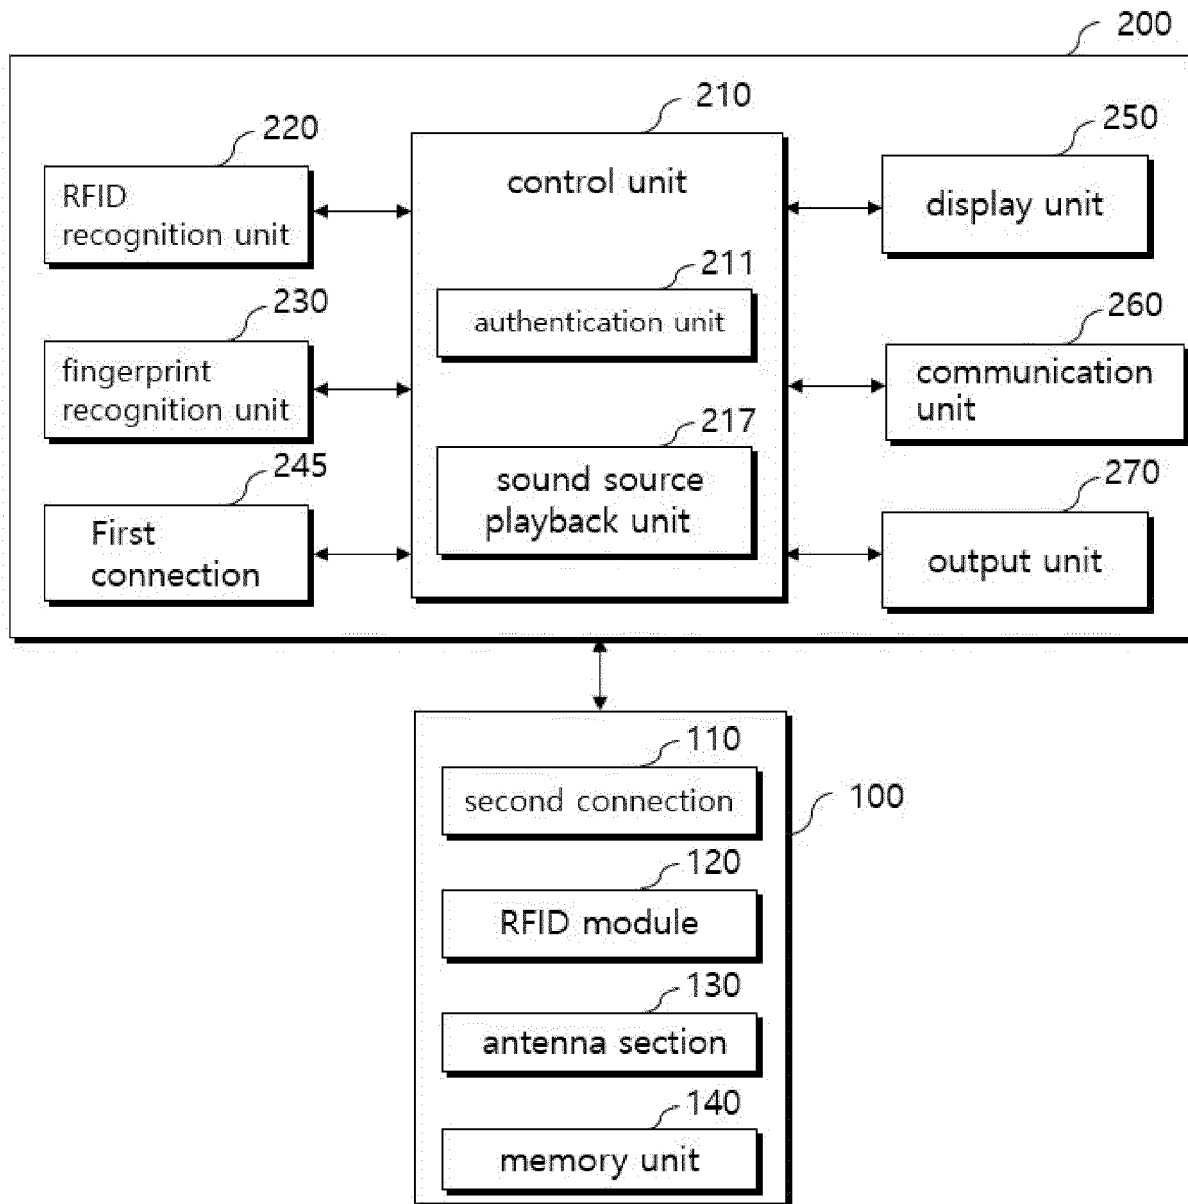 200
210
220
250
RFID
recognition unit
control unit
display unit
211
230
260
authentication unit
fingerprint
recognition unit
communication
unit
217
245
270
sound source
playback unit
First
connection
output unit
110
second connection
100
120
RFID module
130
antenna section
140
memory unit